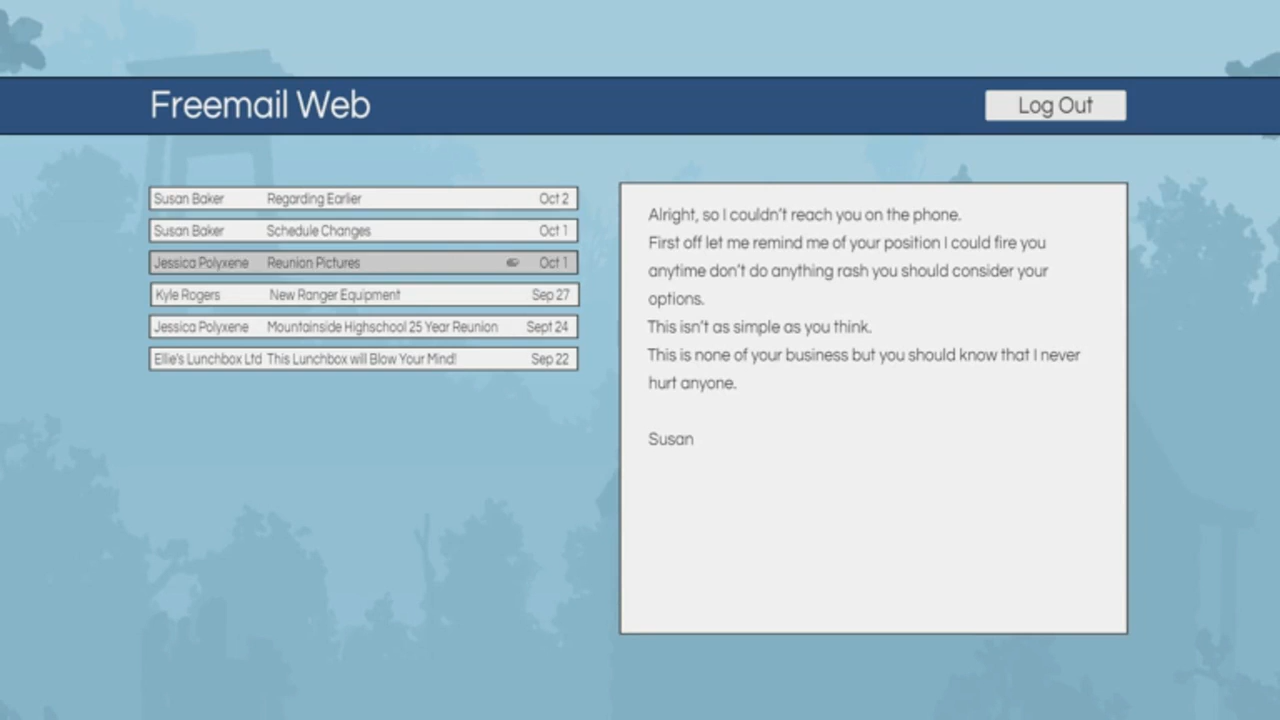 Freemail Web
Log Out
Susan Baker Regarding Earlier Oct 2
Susan Baker Schedule Changes Oct 1
Jessica Polyxene Reunion Pictures Oct 1
Kyle Rogers New Ranger Equipment Sep 27
Jessica Polyxene Mountainside Highschool 25 Year Reunion Sept 24
Ellie's Lunchbox Ltd This Lunchbox will Blow Your Mind! Sep 22
Alright, so I couldn't reach you on the phone.
First off let me remind me of your position I could fire you
anytime don't do anything rash you should consider your
options.
This isn't as simple as you think.
This is none of your business but you should know that I never
hurt anyone.
Susan